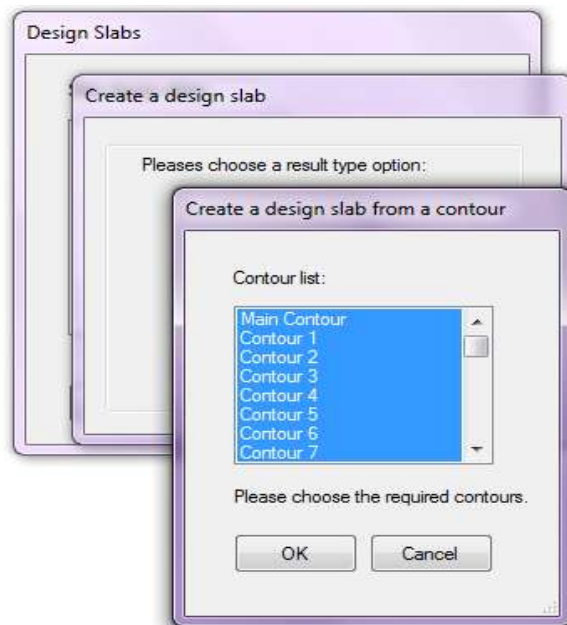 Design Slabs
Create a design slab
Pleases choose a result type option:
Create a design slab from a contour
Contour list:
Main Contour
Contour 1
Contour 2
Contour 3
Contour 4
Contour 5
Contour 6
Contour 7
Please choose the required contours.
OK
Cancel